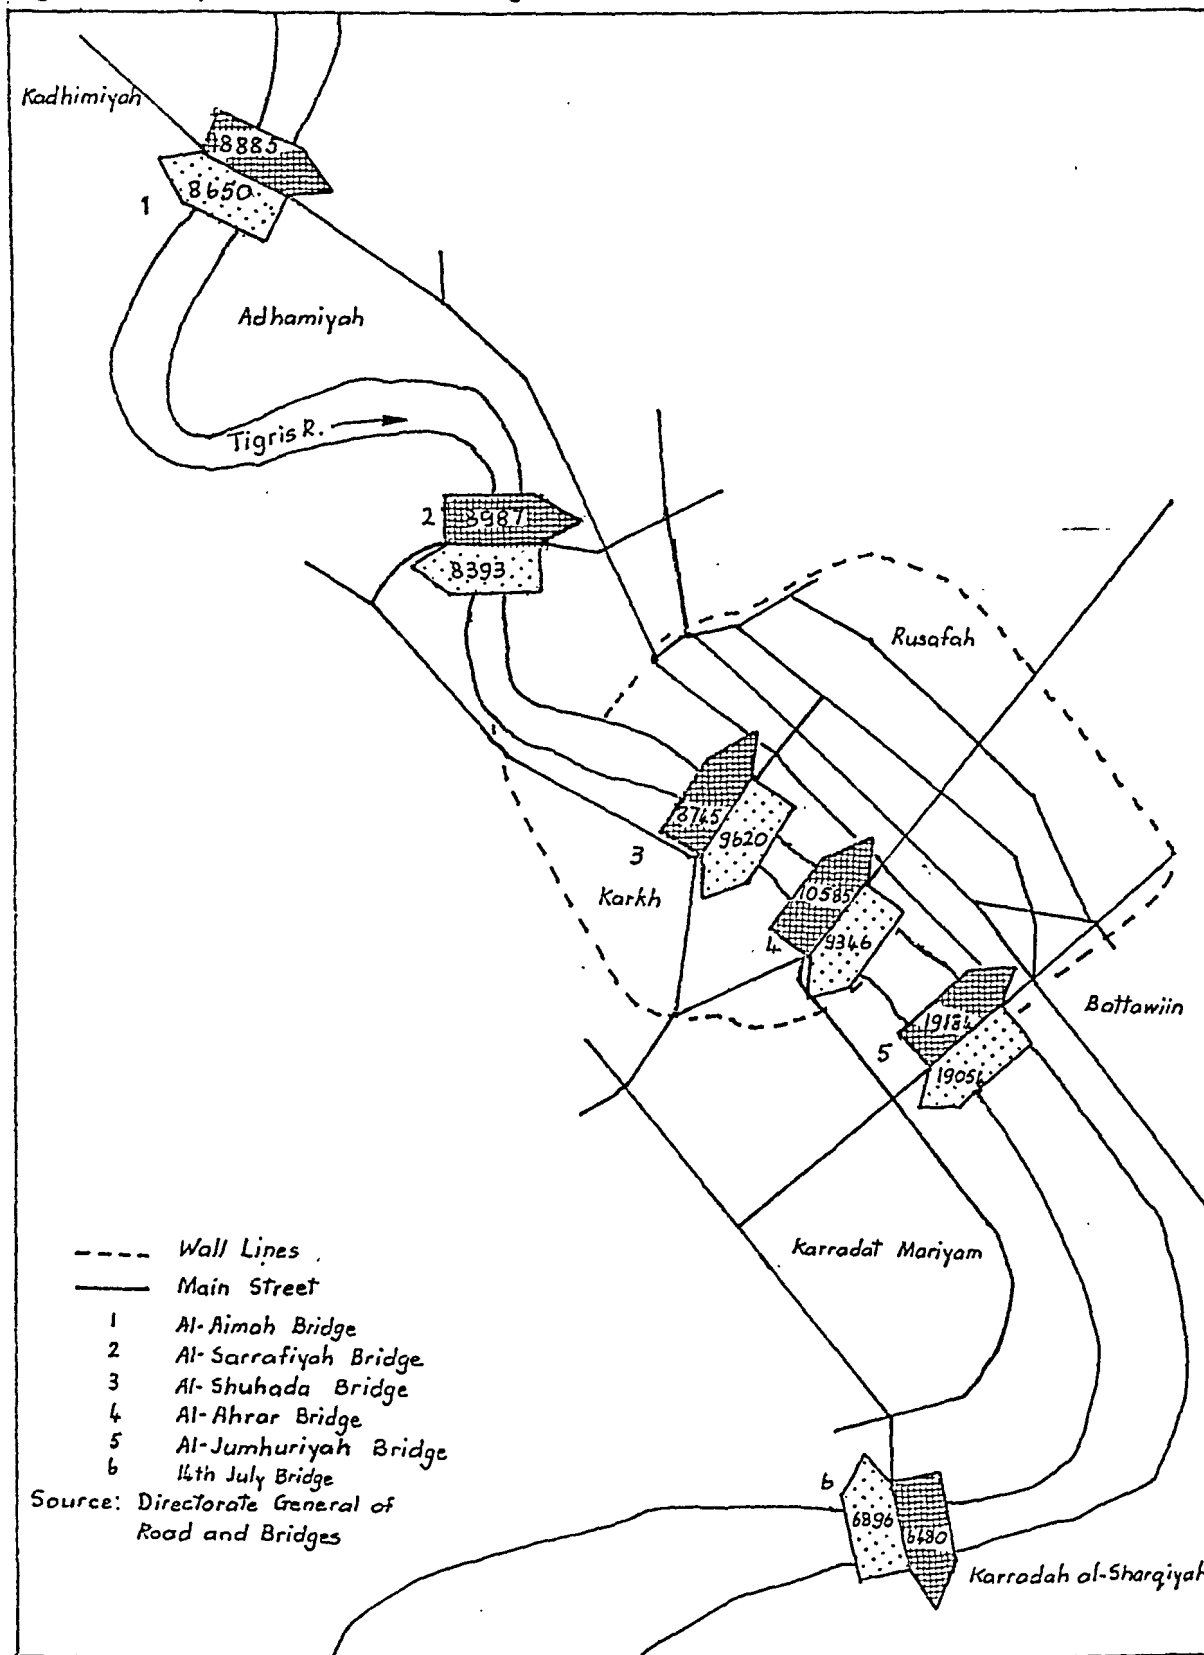 Kadhimiyah
8885
8650
1
Adhamiyah
Tigris R.
2
8987
8393
Rusafah
8745
9620
3
Karkh
10585
9346
4
Battawiin
19184
5
Karradat Mariyam
Wall Lines
Main Street
1 Al-Aimah Bridge
2 Al-Sarrafiyah Bridge
3 Al-Shuhada Bridge
4 Al-Ahrar Bridge
5 Al-Jumhuriyah Bridge
6 14th July Bridge
Source: Directorate General of
Road and Bridges
6
6896
6480
Karradah al-Sharqiyah